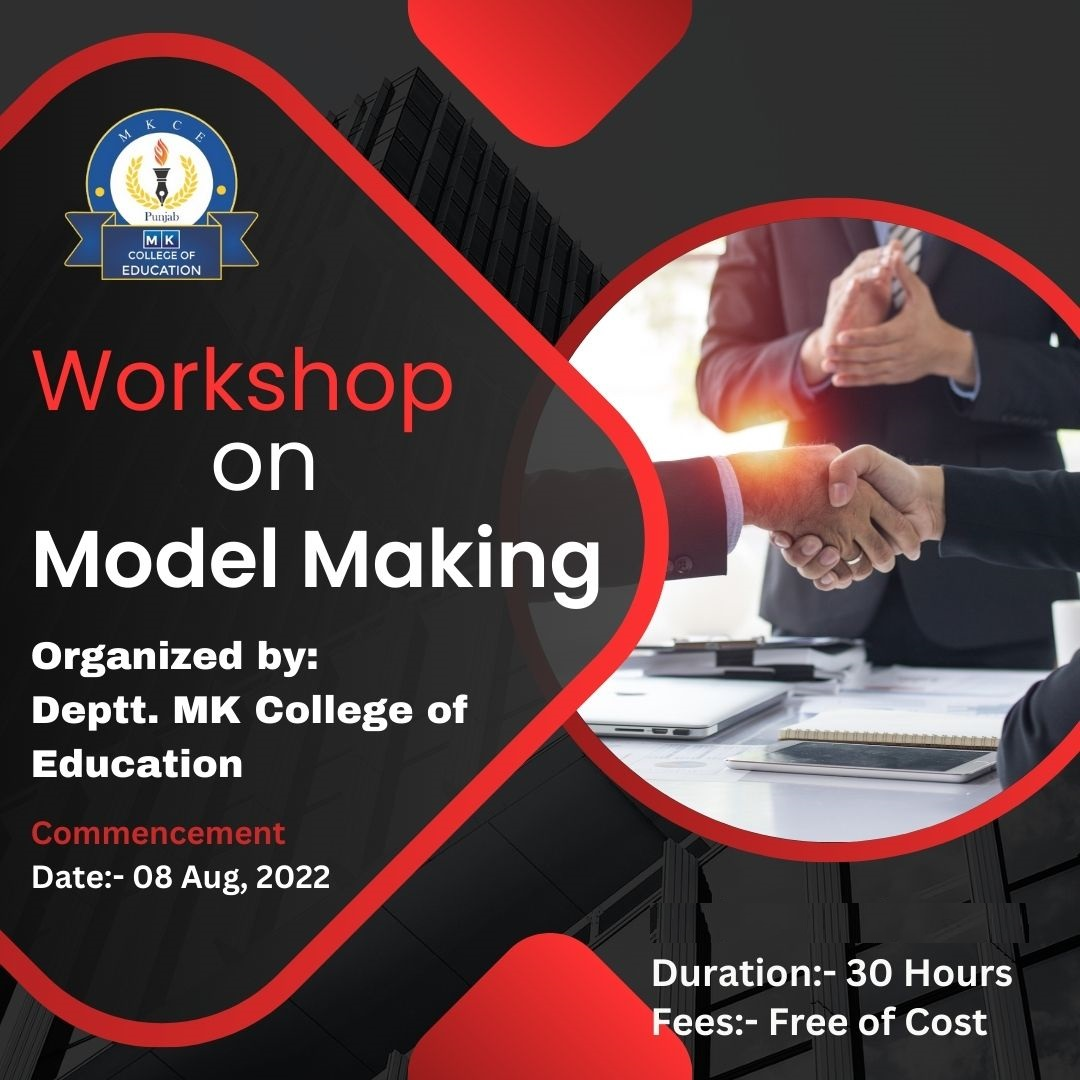 MKCE
Punjab
MK
COLLEGE OF
EDUCATION
Workshop
on
Model Making
Organized by:
Deptt. MK College of
Education
Commencement
Date:- 08 Aug, 2022
Duration:- 30 Hours
Fees:- Free of Cost